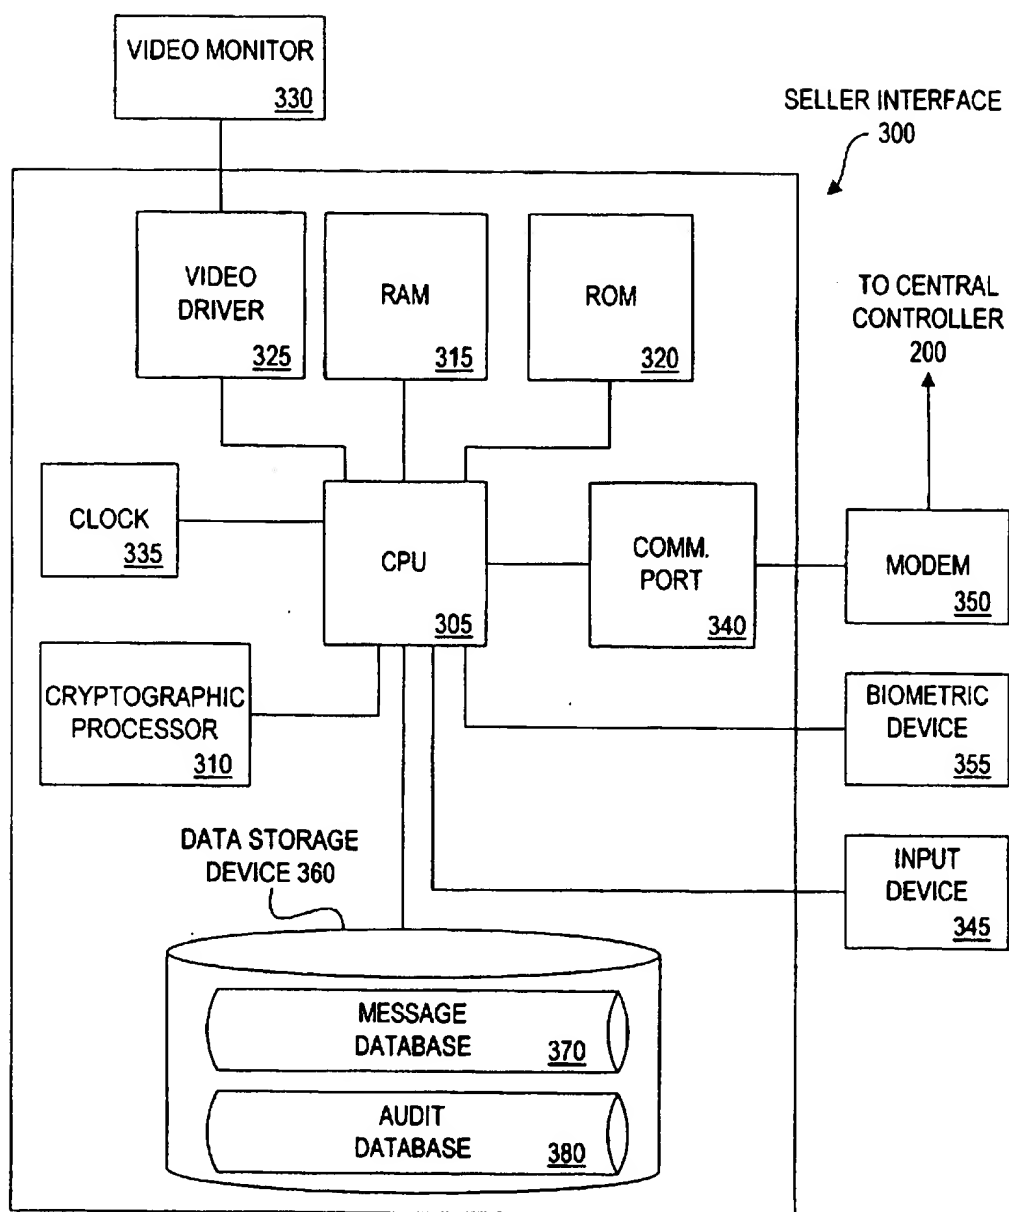 VIDEO MONITOR
330
SELLER INTERFACE
300
VIDEO
DRIVER
325
RAM
315
ROM
320
TO CENTRAL
CONTROLLER
200
CLOCK
335
CPU
305
COMM.
PORT
340
MODEM
350
CRYPTOGRAPHIC
PROCESSOR
310
BIOMETRIC
DEVICE
355
DATA STORAGE
DEVICE 360
INPUT
DEVICE
345
MESSAGE
DATABASE
370
AUDIT
DATABASE
380